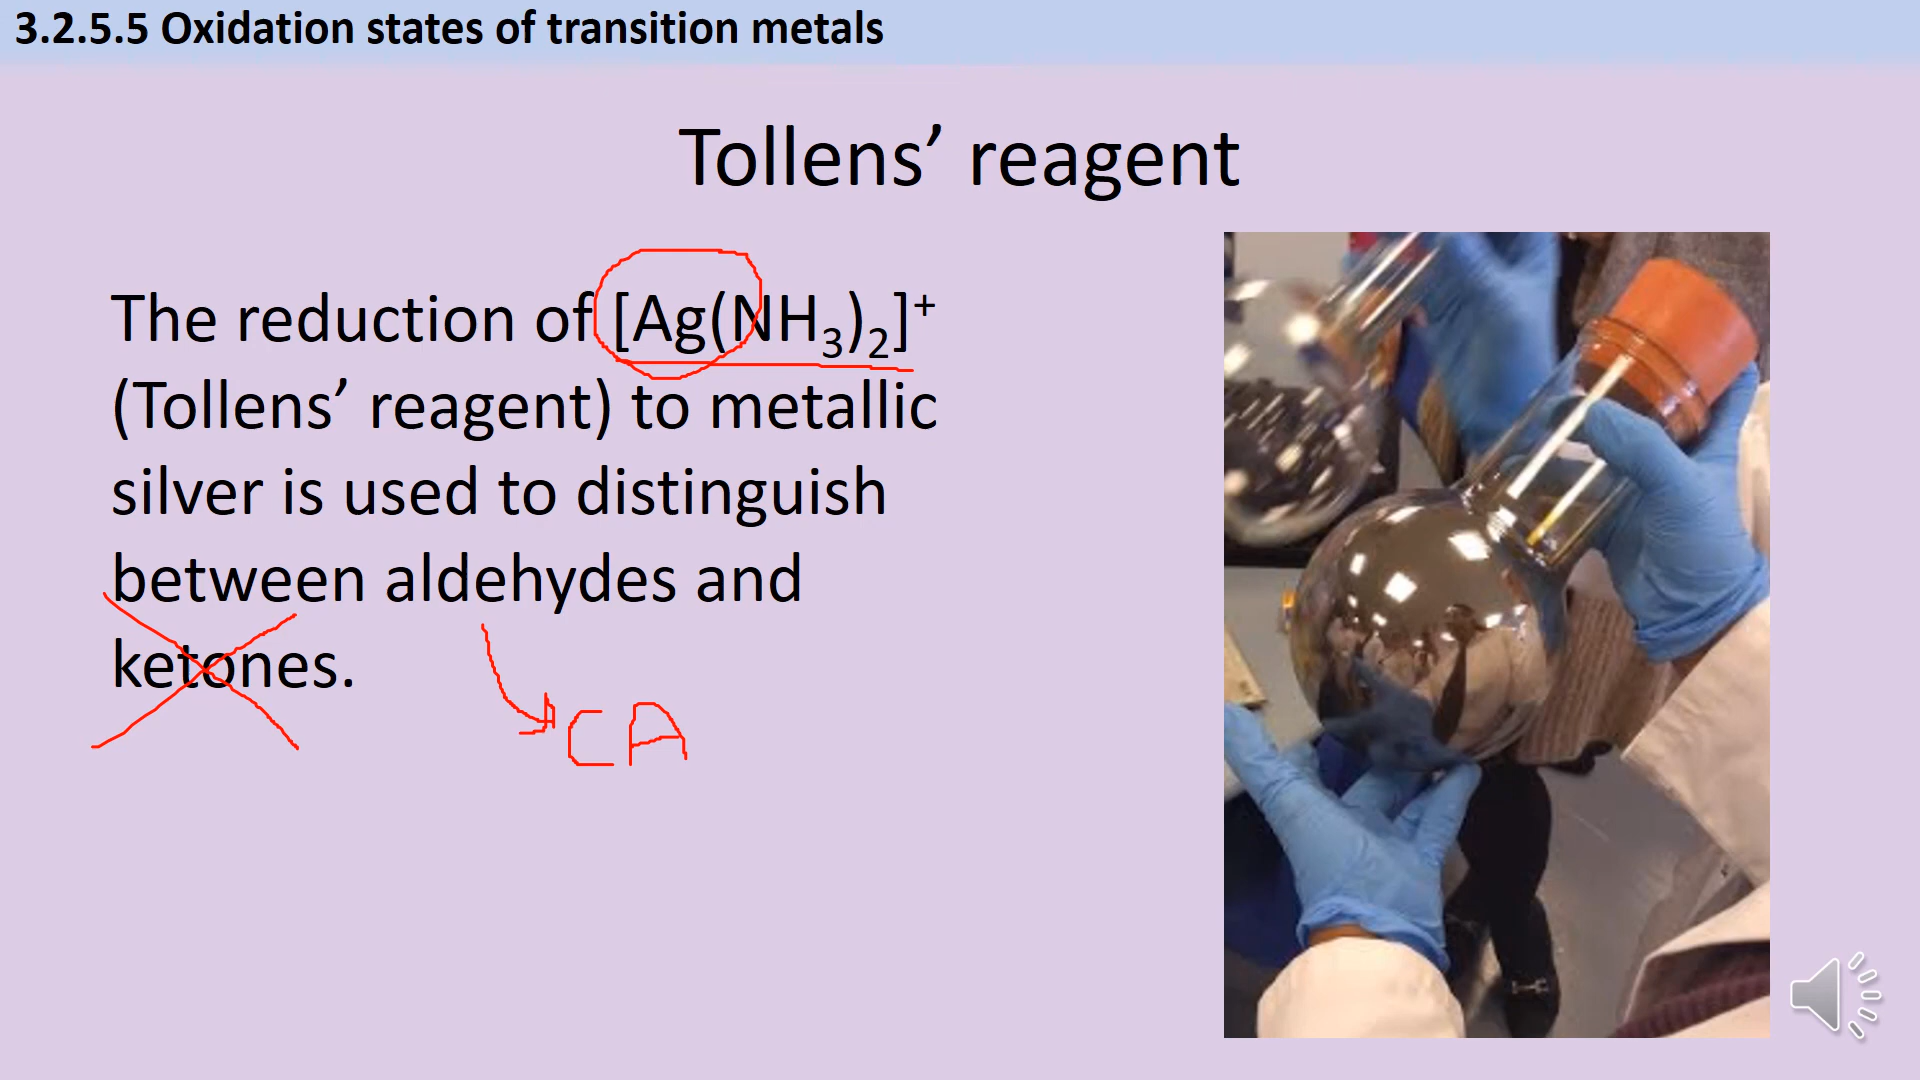 3.2.5.5 Oxidation states of transition metals
Tollens’ reagent
The reduction of [Ag(NH₃)₂]⁺
(Tollens’ reagent) to metallic
silver is used to distinguish
between aldehydes and
ketones.
CA